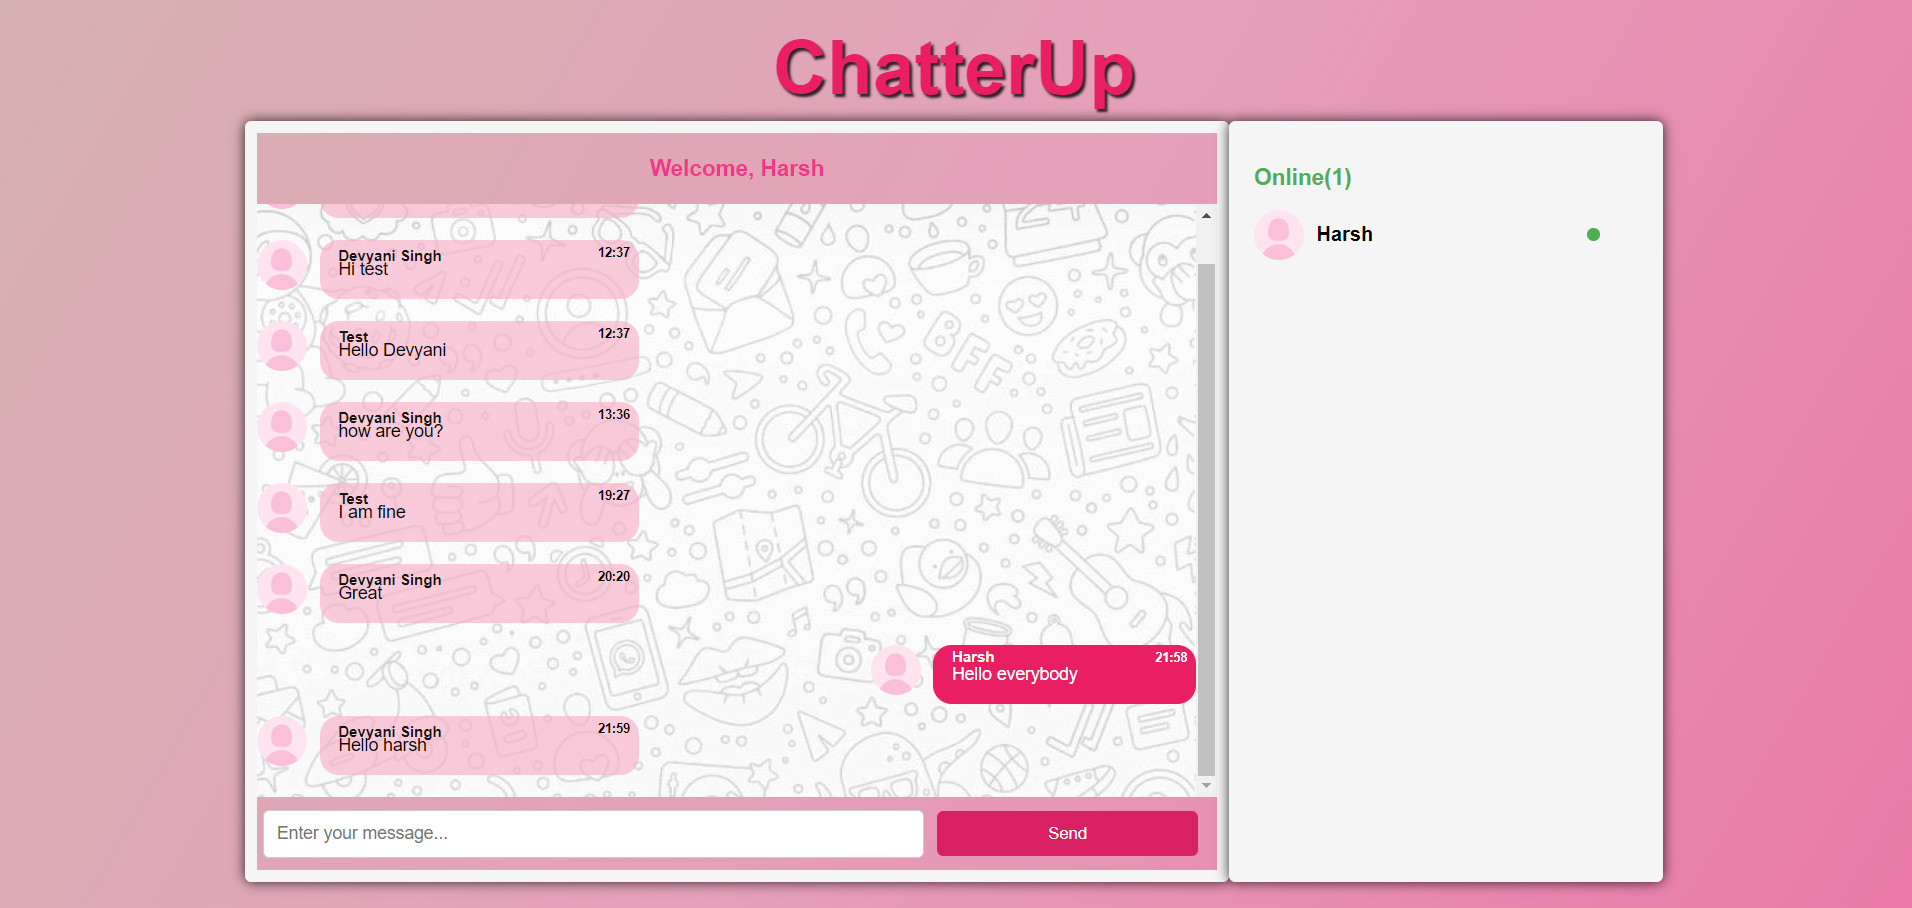 ChatterUp
Welcome, Harsh
Devyani Singh 12:37
Hi test
Test 12:37
Hello Devyani
Devyani Singh 13:36
how are you?
Test 19:27
I am fine
Devyani Singh 20:20
Great
Harsh 21:58
Hello everybody
Devyani Singh 21:59
Hello harsh
Enter your message...
Send
Online(1)
Harsh
BFF